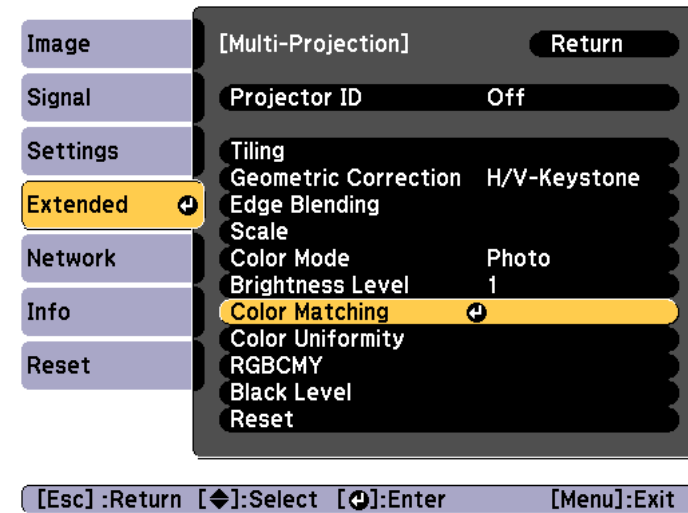 Image
Signal
Settings
Extended
Network
Info
Reset
[Multi-Projection] Return
Projector ID Off
Tiling
Geometric Correction H/V-Keystone
Edge Blending
Scale
Color Mode Photo
Brightness Level 1
Color Matching
Color Uniformity
RGBCMY
Black Level
Reset
[Esc] :Return [◆]:Select [↵]:Enter [Menu]:Exit